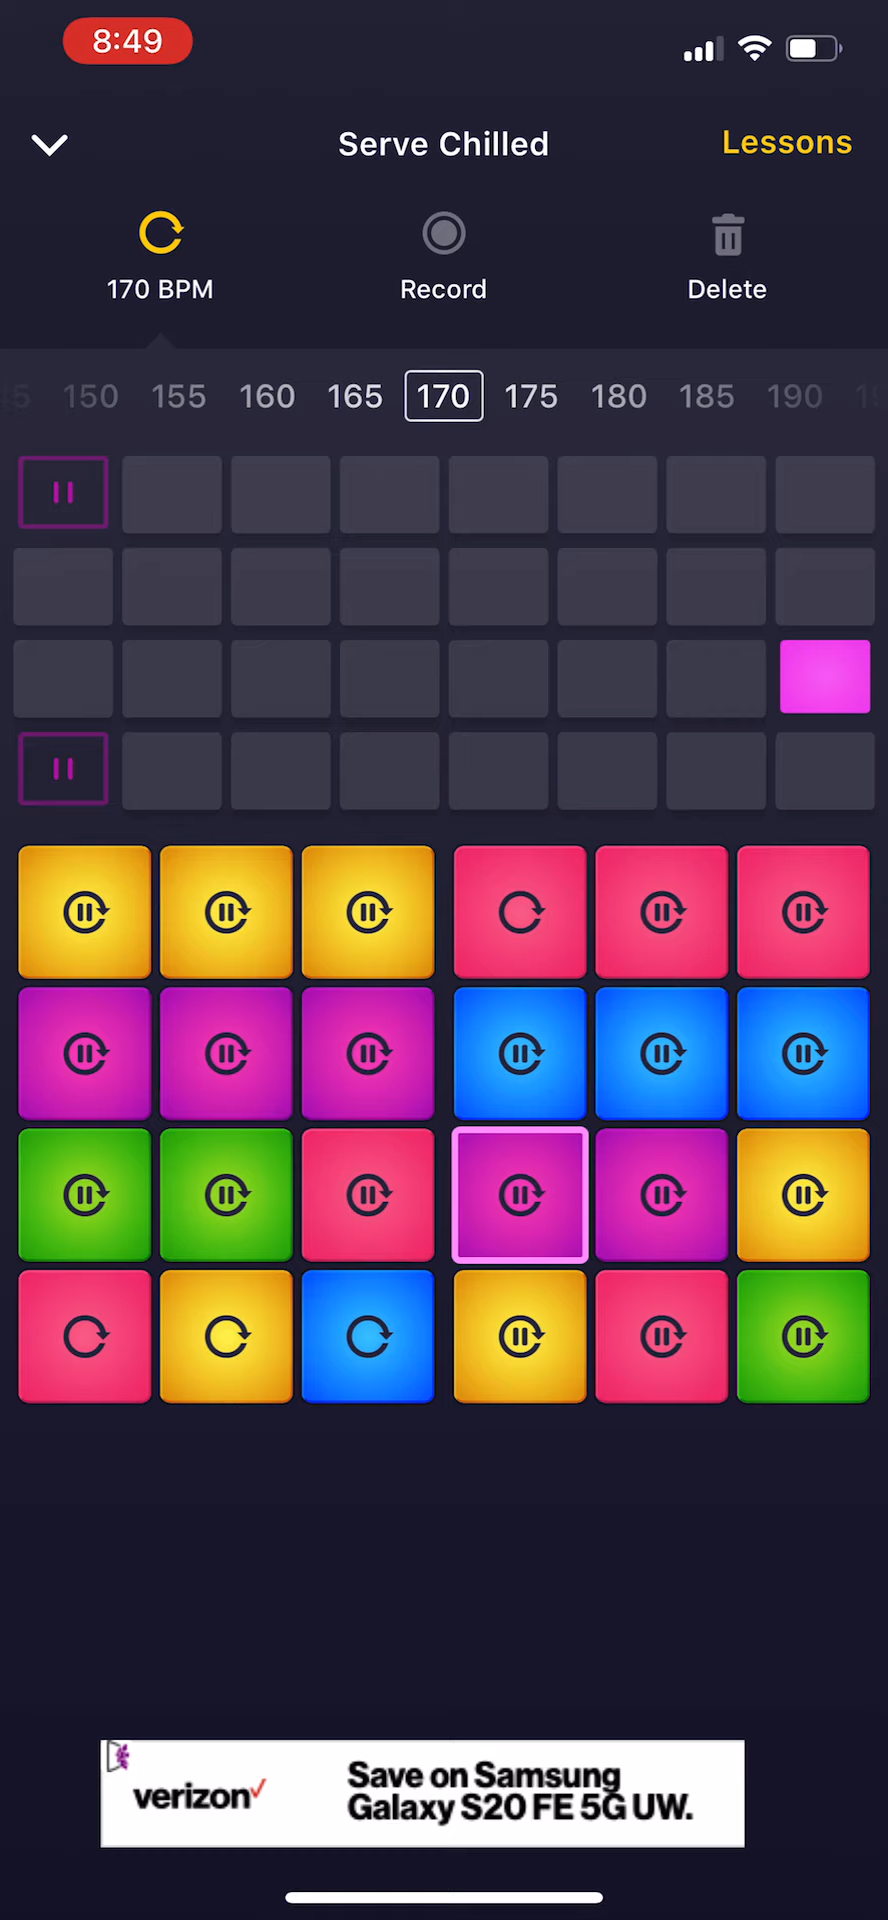 8:49
Serve Chilled
Lessons
170 BPM
Record
Delete
150 155 160 165 170 175 180 185 190
verizon
Save on Samsung
Galaxy S20 FE 5G UW.